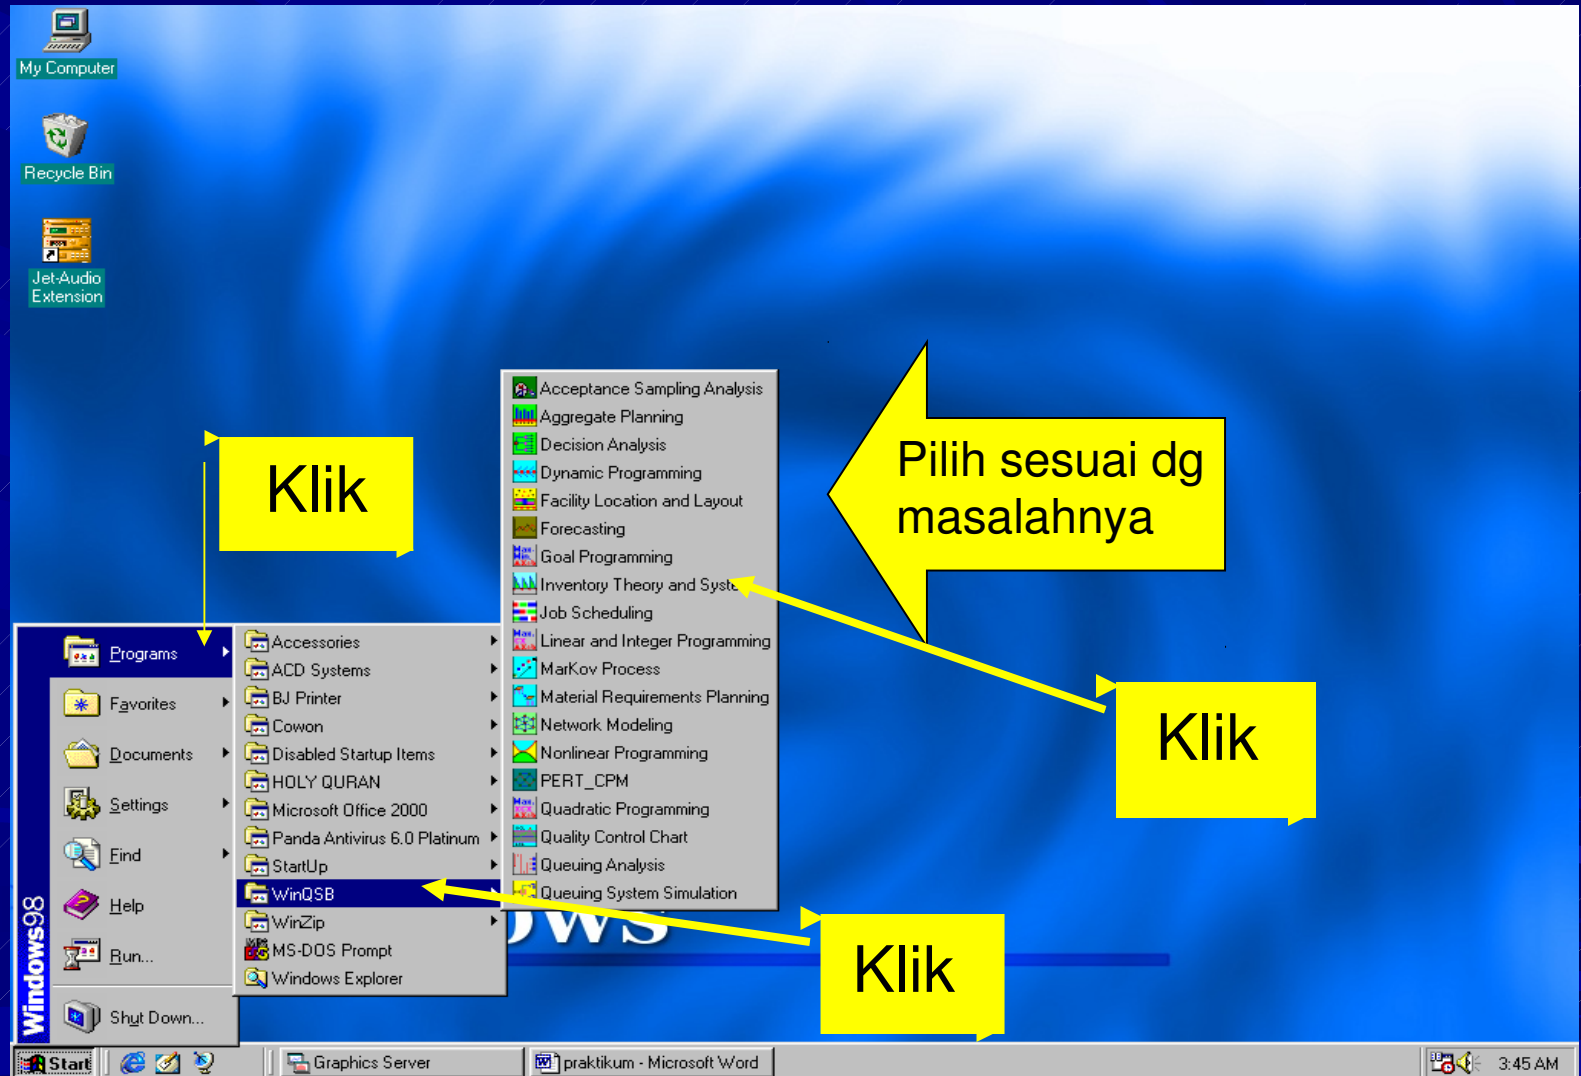 My Computer
Recycle Bin
Jet-Audio
Extension
Klik
Pilih sesuai dg
masalahnya
Klik
Klik
Acceptance Sampling Analysis
Aggregate Planning
Decision Analysis
Dynamic Programming
Facility Location and Layout
Forecasting
Goal Programming
Inventory Theory and Syste
Job Scheduling
Linear and Integer Programming
MarKov Process
Material Requirements Planning
Network Modeling
Nonlinear Programming
PERT_CPM
Quadratic Programming
Quality Control Chart
Queuing Analysis
Queuing System Simulation
Programs
Favorites
Documents
Settings
Find
Help
Run...
Shut Down...
Windows98
Accessories
ACD Systems
BJ Printer
Cowon
Disabled Startup Items
HOLY QURAN
Microsoft Office 2000
Panda Antivirus 6.0 Platinum
StartUp
WinQSB
WinZip
MS-DOS Prompt
Windows Explorer
ows
Start
Graphics Server
praktikum - Microsoft Word
3:45 AM